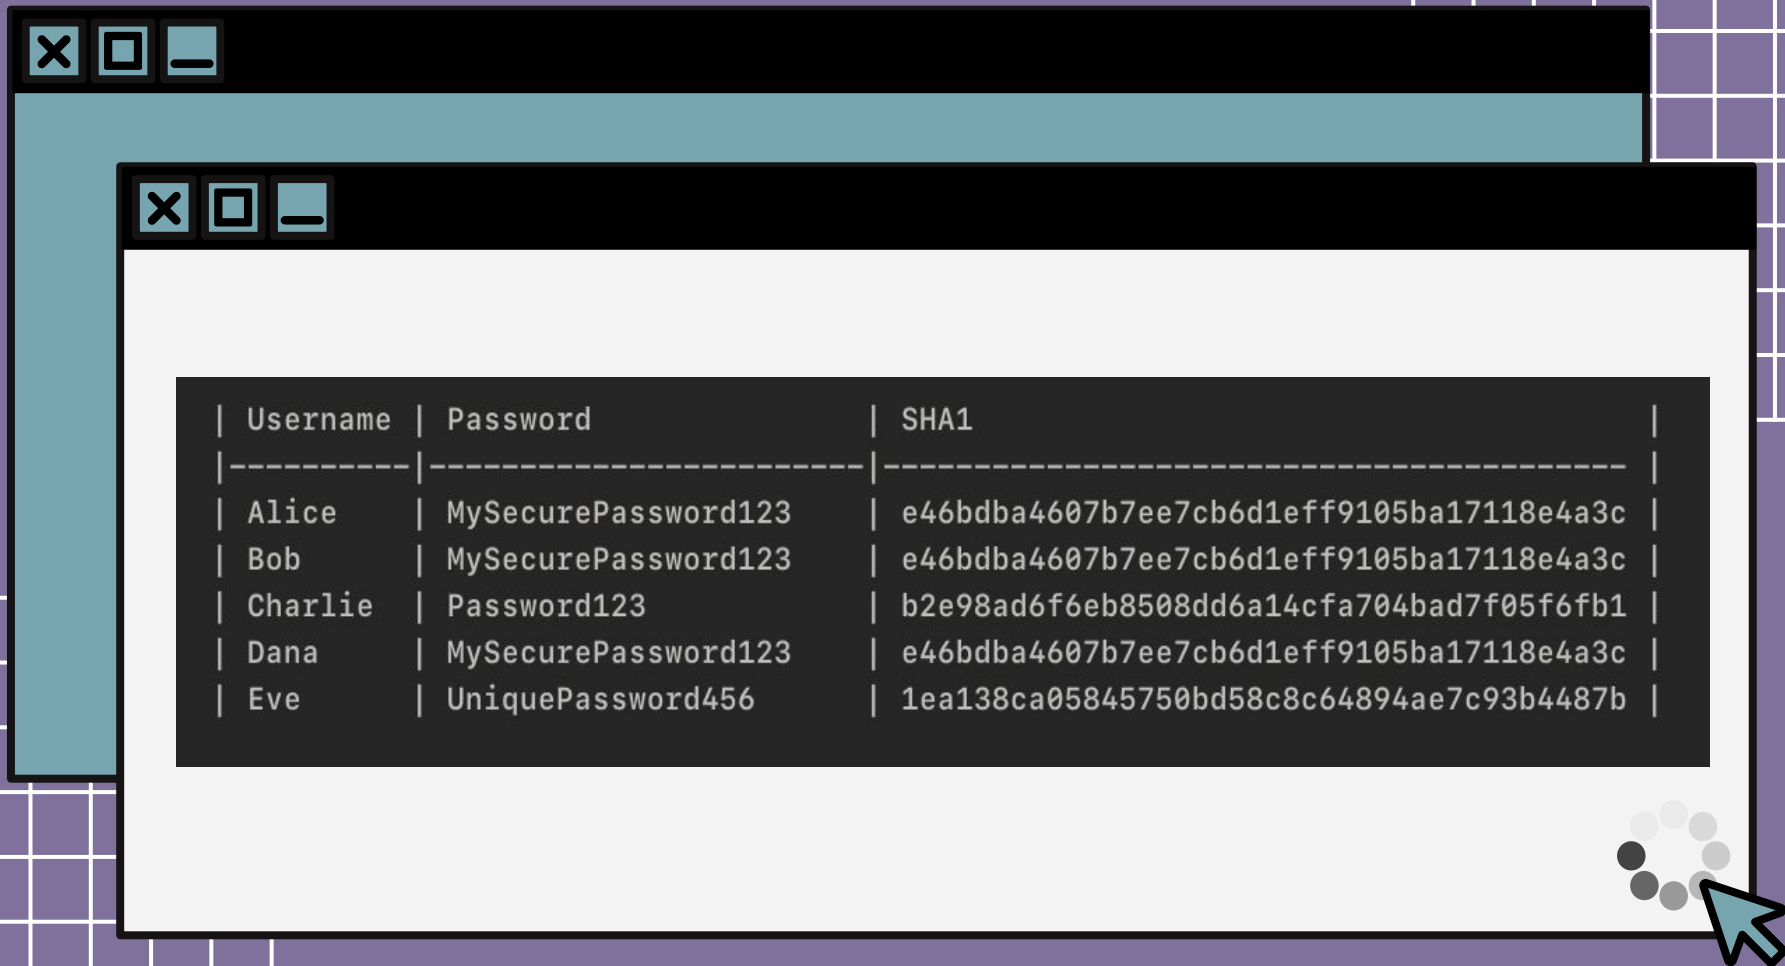 | Username | Password | SHA1 |
|----------|------------------------|----------------------------------------- |
| Alice | MySecurePassword123 | e46bdba4607b7ee7cb6d1eff9105ba17118e4a3c |
| Bob | MySecurePassword123 | e46bdba4607b7ee7cb6d1eff9105ba17118e4a3c |
| Charlie | Password123 | b2e98ad6f6eb8508dd6a14cfa704bad7f05f6fb1 |
| Dana | MySecurePassword123 | e46bdba4607b7ee7cb6d1eff9105ba17118e4a3c |
| Eve | UniquePassword456 | 1ea138ca05845750bd58c8c64894ae7c93b4487b |